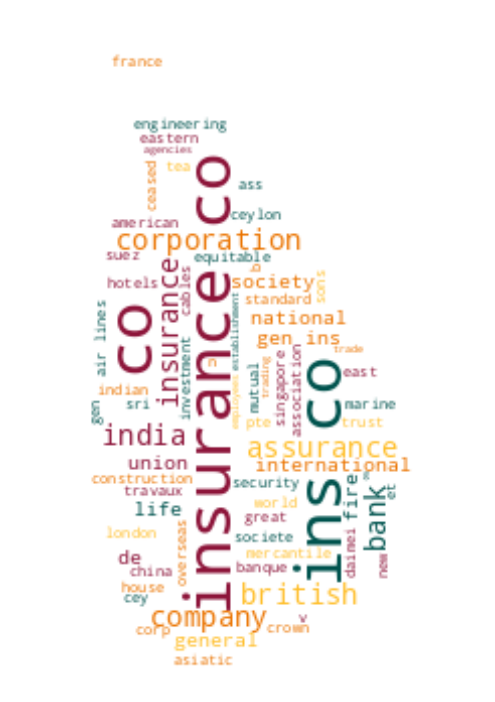 france
engineering
eastern
agencies
tea
ceased
ass
insurance co
ceylon
american
corporation
suez
equitable
b
hotels
insurance
cables
society
sons
standard
co
air lines
establishment
national
gen ins
n
trade
investment
employees
mutual
trading
singapore
association
east
indian
sri
gen
ins co
marine
pte
trust
india
assurance
union
international
construction
travaux
security
life
world
fire
bank
et
great
london
overseas
societe
mercantile
de
china
banque
daimei
new
house
cey
british
company
v
corp
crown
general
asiatic